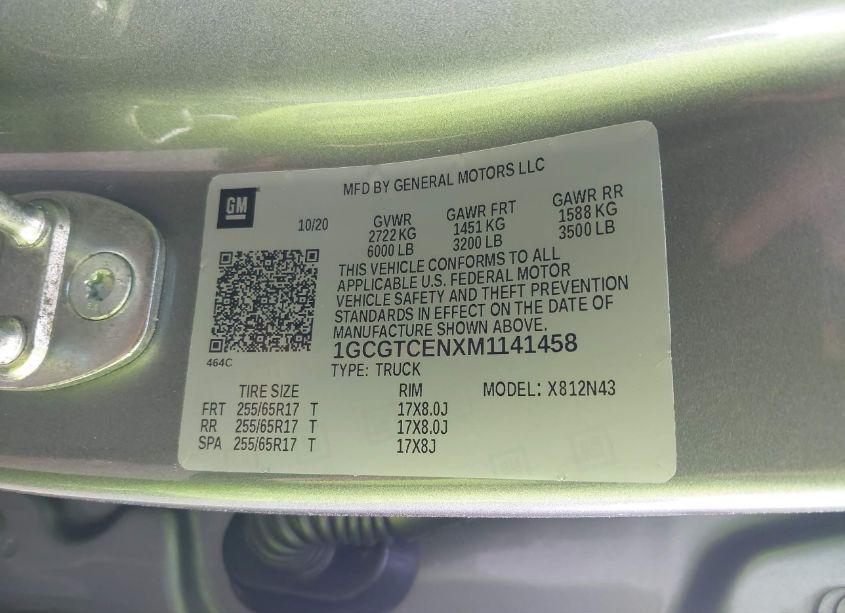 MFD BY GENERAL MOTORS LLC
GM
10/20 GVWR GAWR FRT GAWR RR
2722 KG 1451 KG 1588 KG
6000 LB 3200 LB 3500 LB
THIS VEHICLE CONFORMS TO ALL
APPLICABLE U.S. FEDERAL MOTOR
VEHICLE SAFETY AND THEFT PREVENTION
STANDARDS IN EFFECT ON THE DATE OF
MANUFACTURE SHOWN ABOVE.
1GCGTCENXM1141458
464C
TYPE: TRUCK
TIRE SIZE RIM MODEL: X812N43
FRT 255/65R17 T 17X8.0J
RR 255/65R17 T 17X8.0J
SPA 255/65R17 T 17X8J